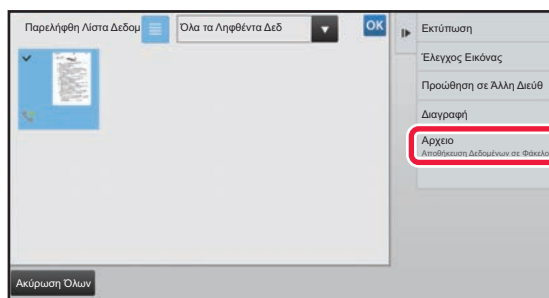 Παρελήφθη Λίστα Δεδομ
Όλα τα Ληφθέντα Δεδ
OK
Εκτύπωση
Έλεγχος Εικόνας
Προώθηση σε Άλλη Διεύθ
Διαγραφή
Αρχειο
Αποθήκευση Δεδομένων σε Φάκελο
Ακύρωση Όλων